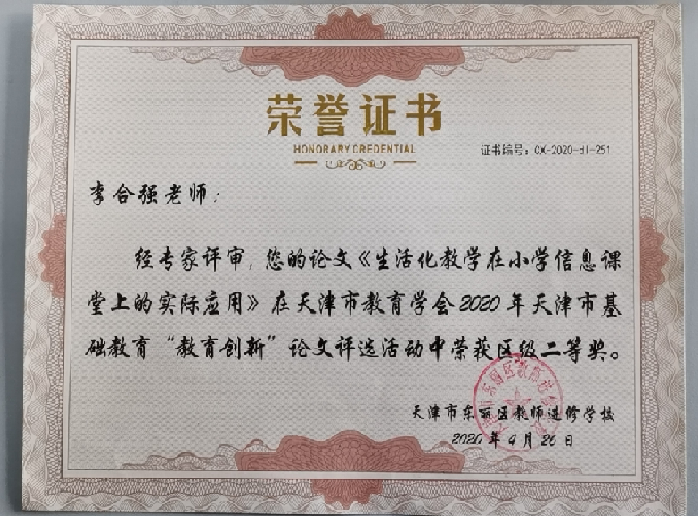 荣誉证书
HONORARY CREDENTIAL
证书编号：CX-2020-BI-251
李合强老师：
经专家评审，您的论文《生活化教学在小学信息课
堂上的实际应用》在天津市教育学会2020年天津市基
础教育“教育创新”论文评选活动中荣获区级二等奖。
天津市东丽区教师进修学校
2020年9月26日